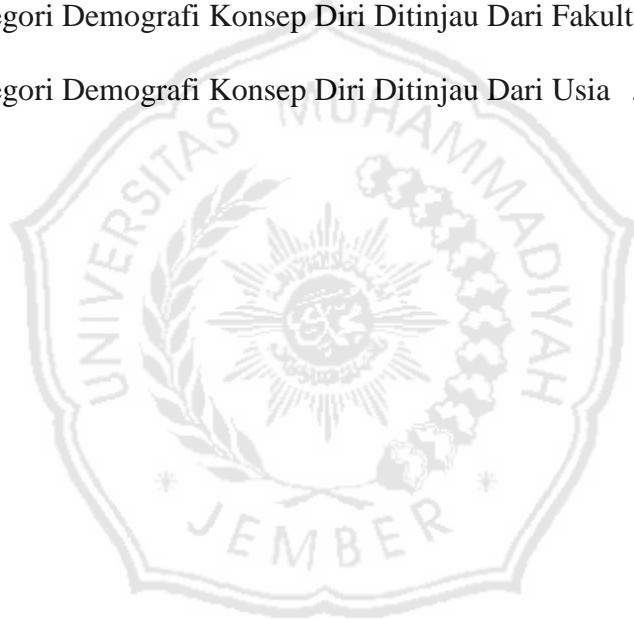 egori Demografi Konsep Diri Ditinjau Dari Fakult
egori Demografi Konsep Diri Ditinjau Dari Usia .
UNIVERSITAS MUHAMMADIYAH
JEMBER